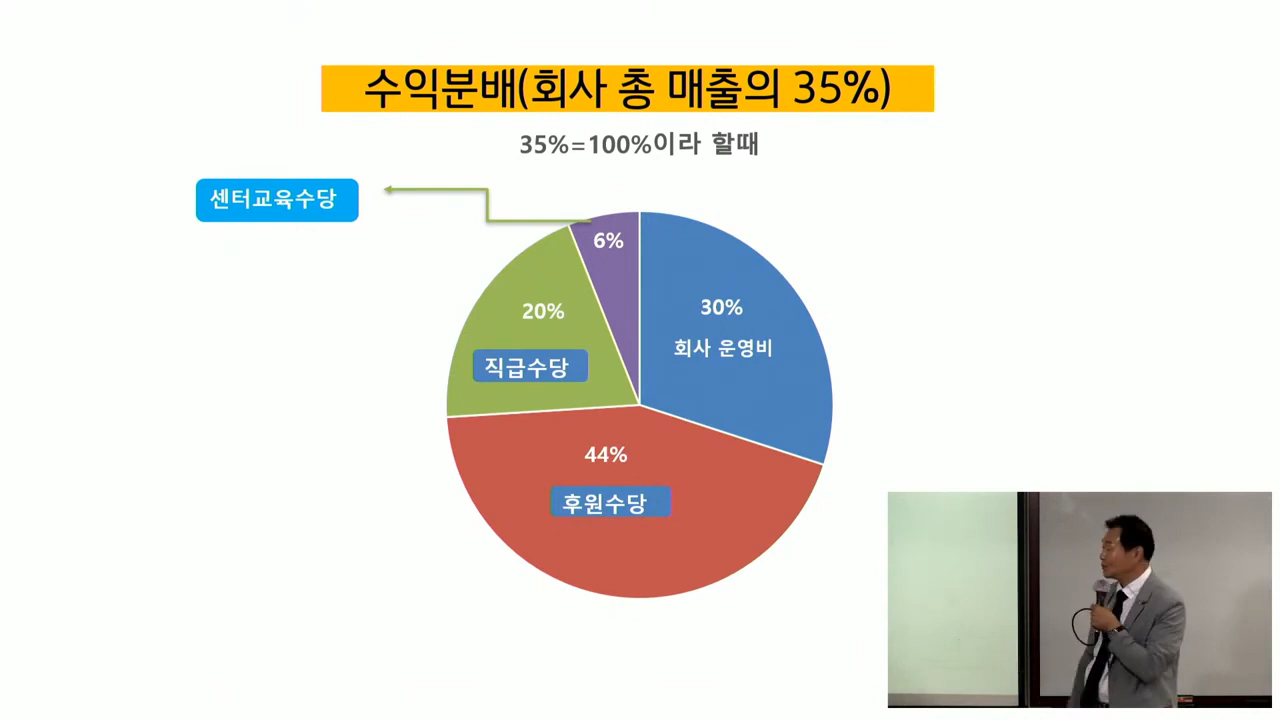 수익분배(회사 총 매출의 35%)
35%=100%이라 할때
센터교육수당
6%
30%
회사 운영비
20%
직급수당
44%
후원수당